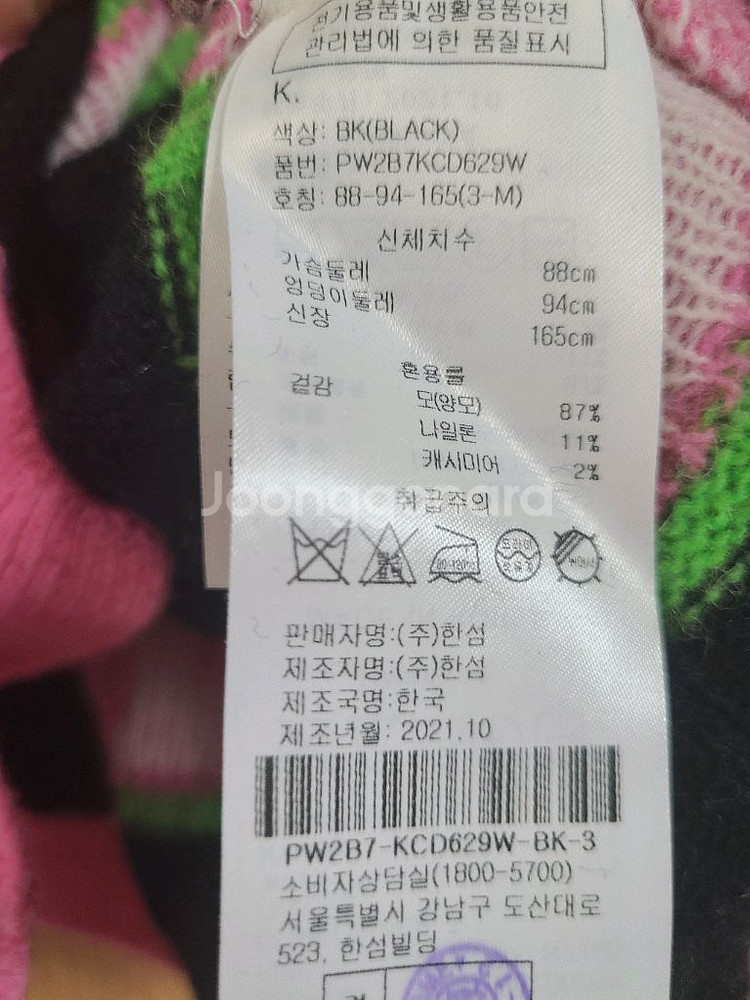 전기용품및생활용품안전
관리법에 의한 품질표시
K.
색상: BK(BLACK)
품번: PW2B7KCD629W
호칭: 88-94-165(3-M)
신체치수
가슴둘레 88cm
엉덩이둘레 94cm
신장 165cm
혼용률
겉감 모(양모) 87%
나일론 11%
캐시미어 2%
취급주의
Joonggonara
드라이
판매자명:(주)한섬
제조자명:(주)한섬
제조국명:한국
제조년월: 2021.10
PW2B7-KCD629W-BK-3
소비자상담실(1800-5700)
서울특별시 강남구 도산대로
523, 한섬빌딩